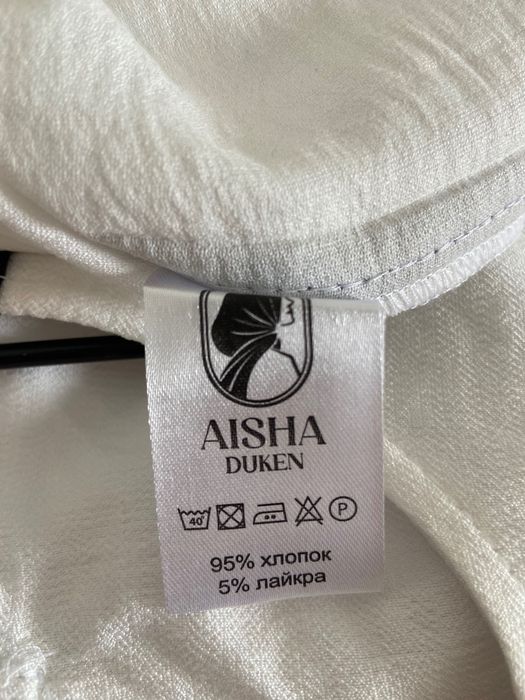 AISHA
DUKEN
40° P
95% хлопок
5% лайкра